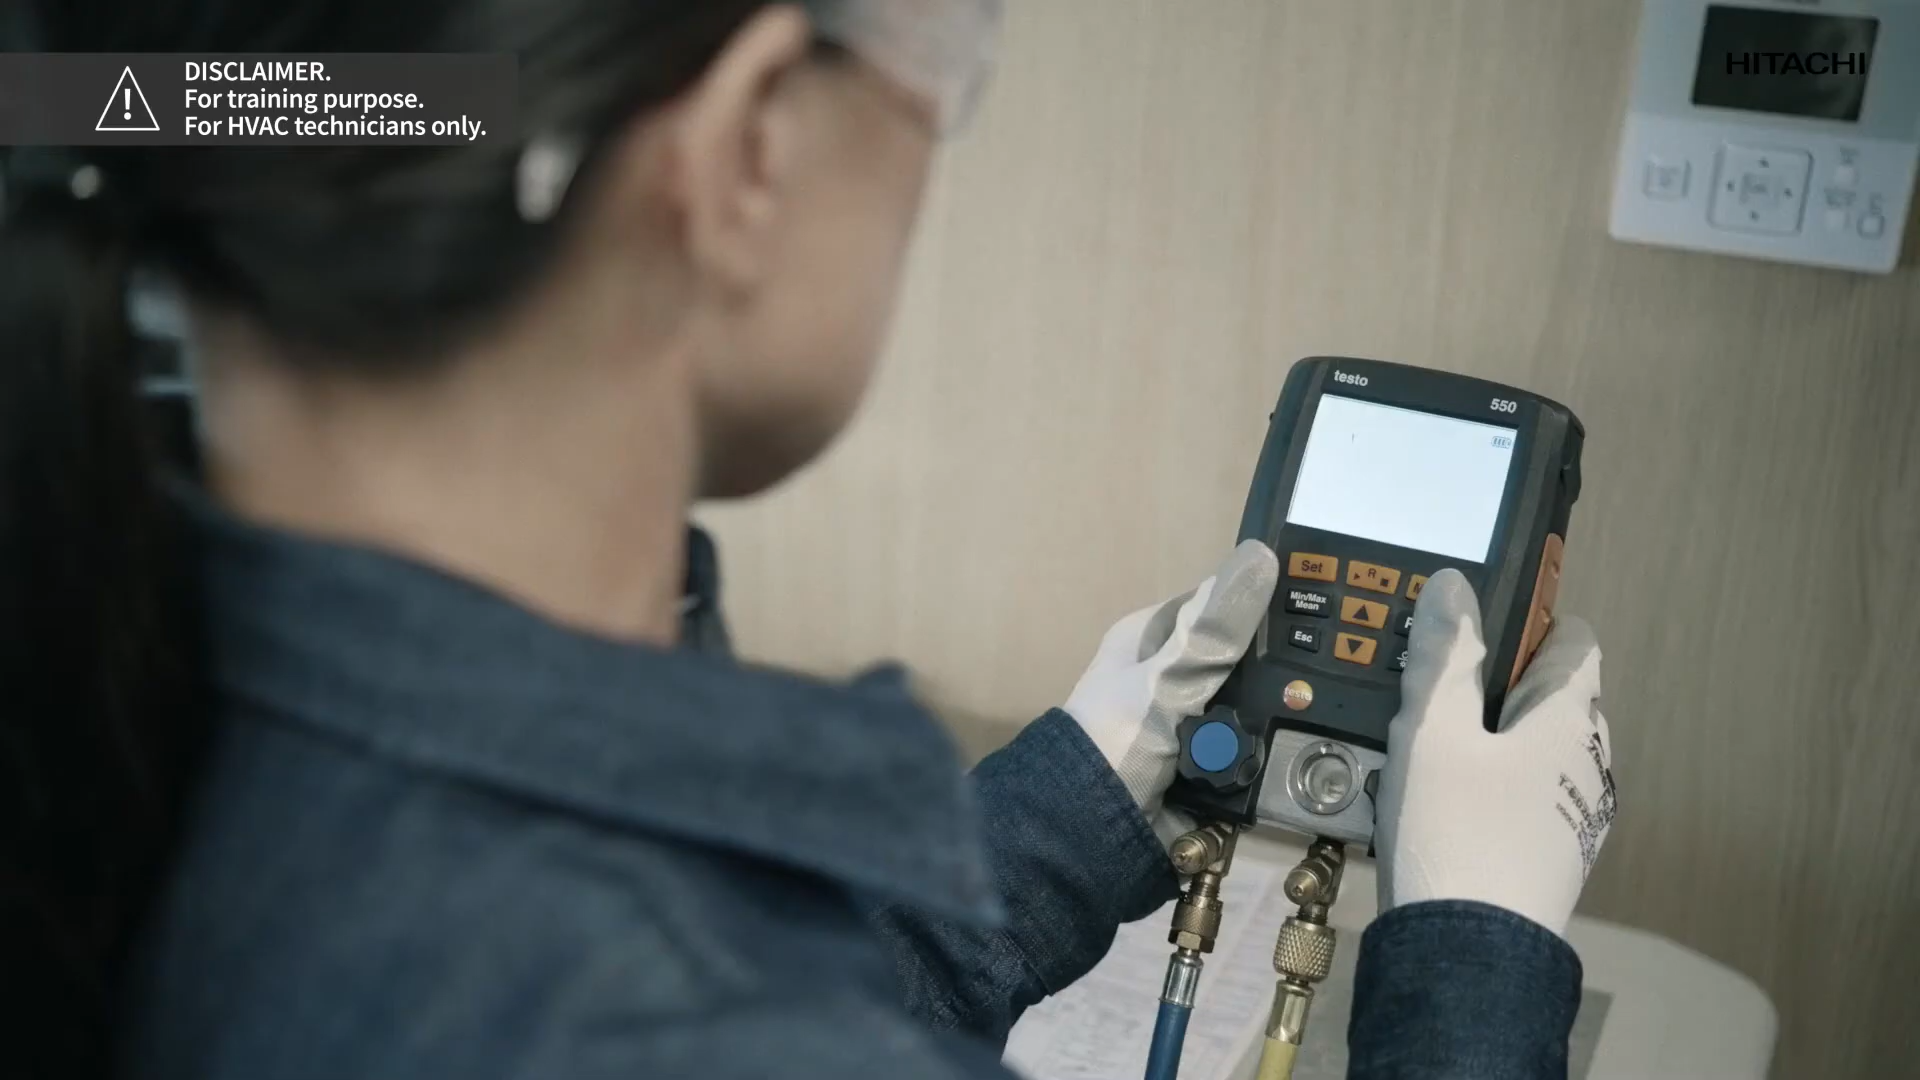 DISCLAIMER.
For training purpose.
For HVAC technicians only.
HITACHI
testo
550
Set
R
Min/Max
Mean
Esc
testo